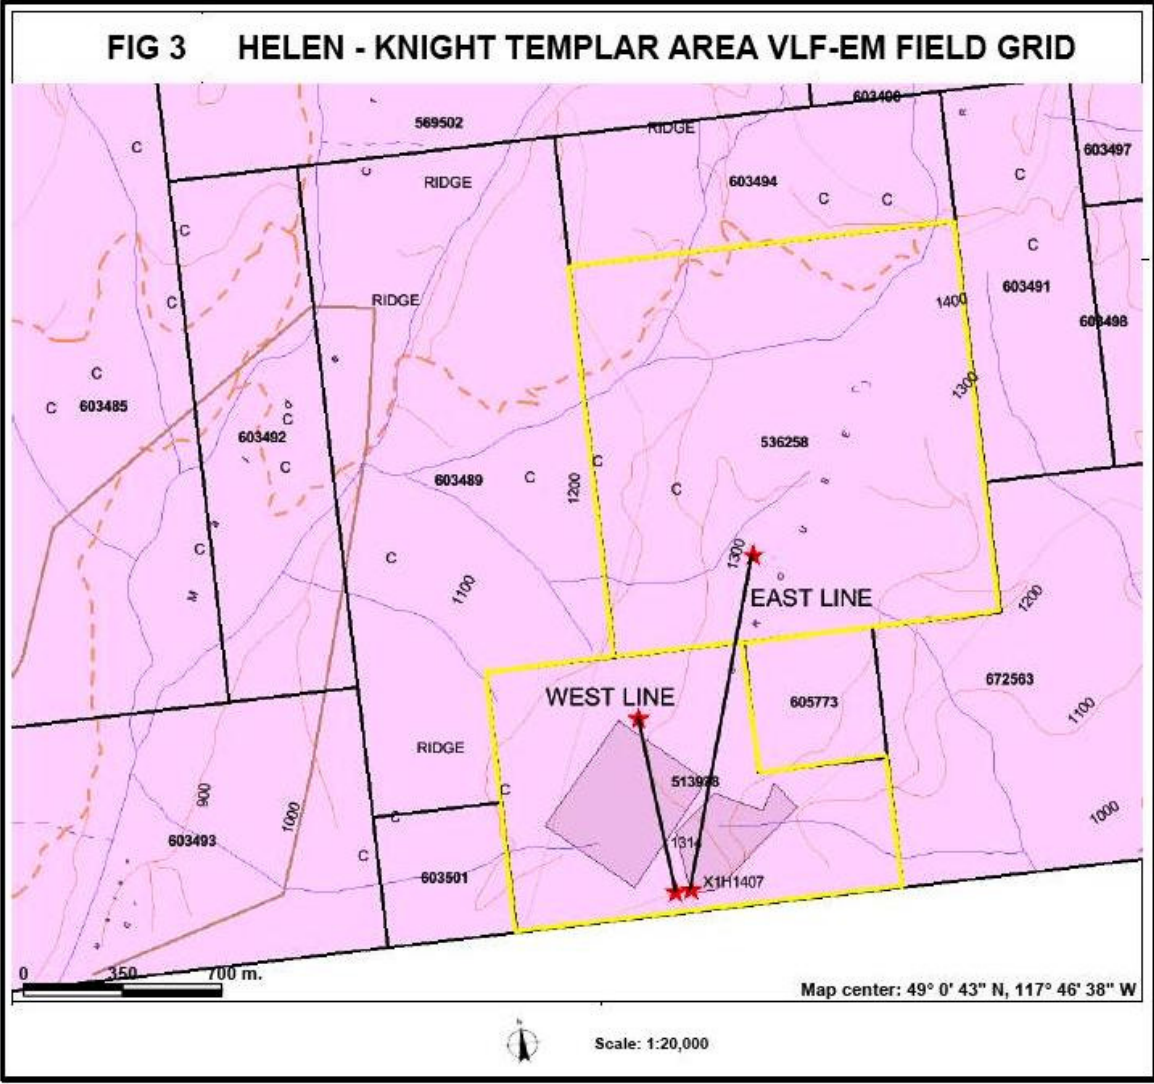 FIG 3 HELEN - KNIGHT TEMPLAR AREA VLF-EM FIELD GRID
603400
569502
RIDGE
R
C
603497
C
RIDGE
603494
C
C
C
C
C
603491
RIDGE
1400
C
603498
1300
C
C
603485
C
603492
536258
C
C
603489
C
1200
C
1300
C
C
1100
EAST LINE
1200
M
672563
WEST LINE
605773
1100
RIDGE
513938
C
900
1000
C
1000
603493
1314
C
603501
X1H1407
0 350 700 m.
Map center: 49° 0' 43" N, 117° 46' 38" W
N
Scale: 1:20,000